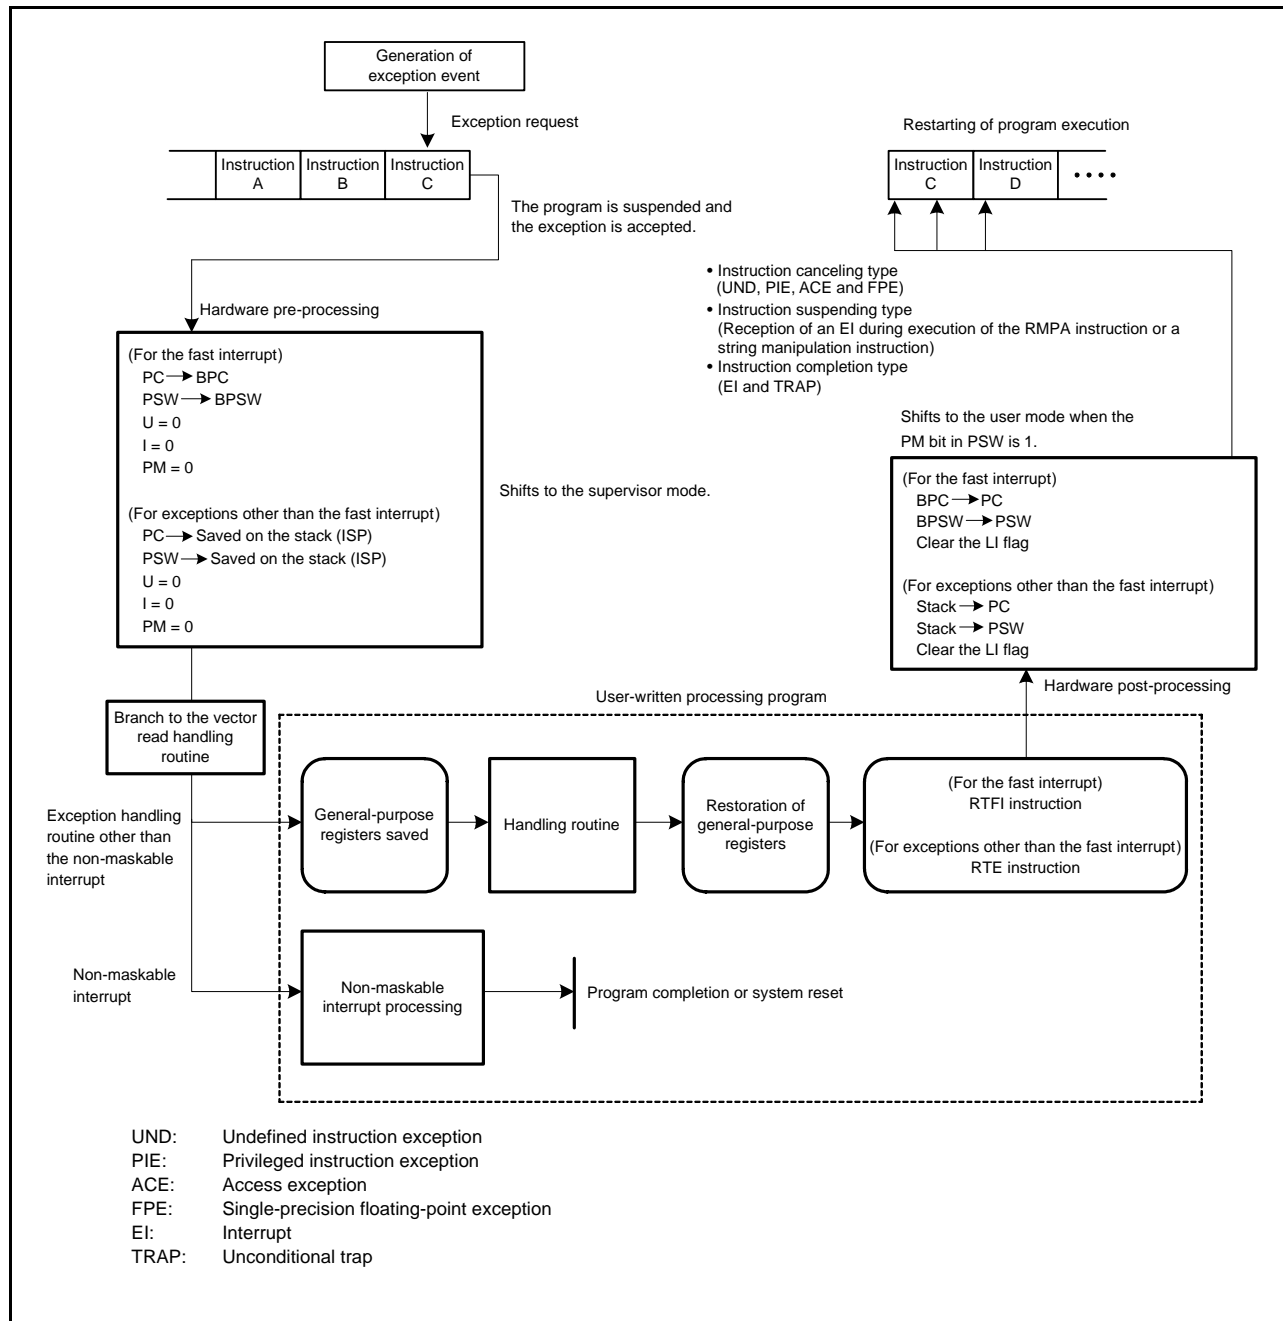 Generation of
exception event
Exception request
Instruction
A
Instruction
B
Instruction
C
The program is suspended and
the exception is accepted.
Restarting of program execution
Instruction
C
Instruction
D
• Instruction canceling type
(UND, PIE, ACE and FPE)
• Instruction suspending type
(Reception of an EI during execution of the RMPA instruction or a
string manipulation instruction)
• Instruction completion type
(EI and TRAP)
Hardware pre-processing
(For the fast interrupt)
PC → BPC
PSW → BPSW
U = 0
I = 0
PM = 0
(For exceptions other than the fast interrupt)
PC → Saved on the stack (ISP)
PSW → Saved on the stack (ISP)
U = 0
I = 0
PM = 0
Shifts to the supervisor mode.
Shifts to the user mode when the
PM bit in PSW is 1.
(For the fast interrupt)
BPC → PC
BPSW → PSW
Clear the LI flag
(For exceptions other than the fast interrupt)
Stack → PC
Stack → PSW
Clear the LI flag
Hardware post-processing
Branch to the vector
read handling
routine
User-written processing program
Exception handling
routine other than
the non-maskable
interrupt
General-purpose
registers saved
Handling routine
Restoration of
general-purpose
registers
(For the fast interrupt)
RTFI instruction
(For exceptions other than the fast interrupt)
RTE instruction
Non-maskable
interrupt
Non-maskable
interrupt processing
Program completion or system reset
UND: Undefined instruction exception
PIE: Privileged instruction exception
ACE: Access exception
FPE: Single-precision floating-point exception
EI: Interrupt
TRAP: Unconditional trap